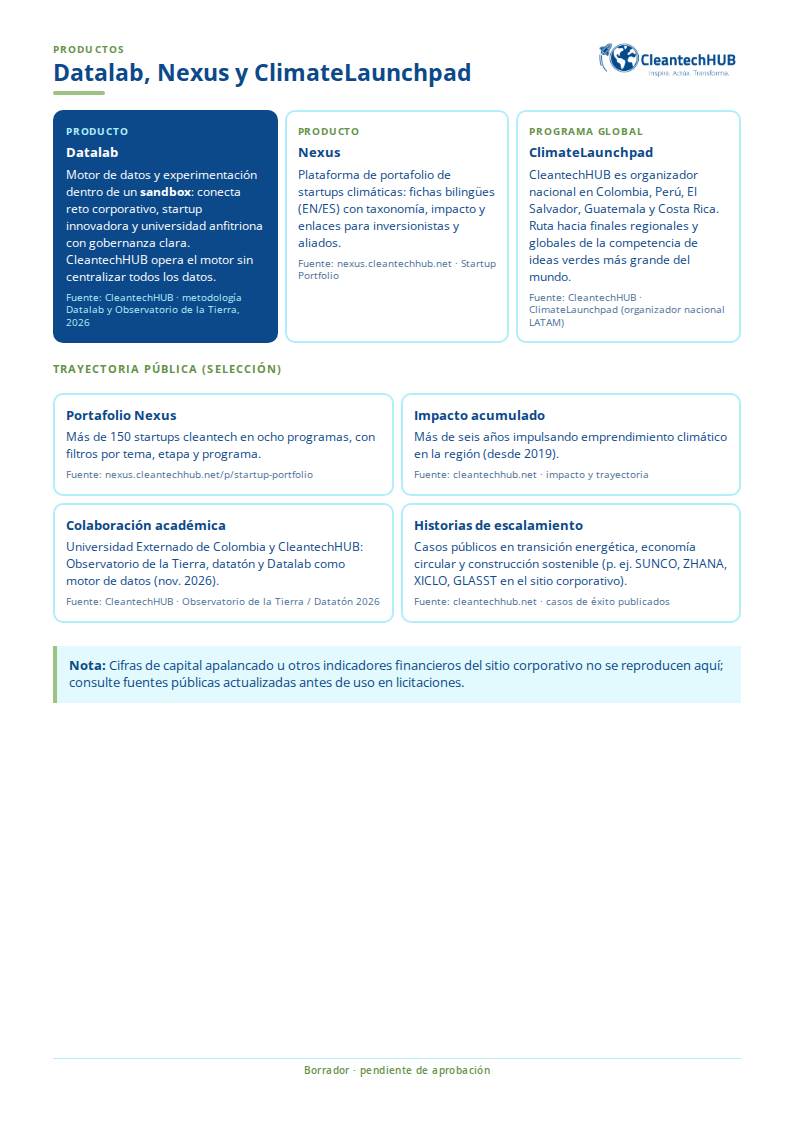 PRODUCTOS
Datalab, Nexus y ClimateLaunchpad
CleantechHUB
Inspira. Actúa. Transforma.
PRODUCTO
Datalab
Motor de datos y experimentación
dentro de un sandbox: conecta
reto corporativo, startup
innovadora y universidad anfitriona
con gobernanza clara.
CleantechHUB opera el motor sin
centralizar todos los datos.
Fuente: CleantechHUB · metodología
Datalab y Observatorio de la Tierra,
2026
PRODUCTO
Nexus
Plataforma de portafolio de
startups climáticas: fichas bilingües
(EN/ES) con taxonomía, impacto y
enlaces para inversionistas y
aliados.
Fuente: nexus.cleantechhub.net · Startup
Portfolio
PROGRAMA GLOBAL
ClimateLaunchpad
CleantechHUB es organizador
nacional en Colombia, Perú, El
Salvador, Guatemala y Costa Rica.
Ruta hacia finales regionales y
globales de la competencia de
ideas verdes más grande del
mundo.
Fuente: CleantechHUB ·
ClimateLaunchpad (organizador nacional
LATAM)
TRAYECTORIA PÚBLICA (SELECCIÓN)
Portafolio Nexus
Más de 150 startups cleantech en ocho programas, con
filtros por tema, etapa y programa.
Fuente: nexus.cleantechhub.net/p/startup-portfolio
Impacto acumulado
Más de seis años impulsando emprendimiento climático
en la región (desde 2019).
Fuente: cleantechhub.net · impacto y trayectoria
Colaboración académica
Universidad Externado de Colombia y CleantechHUB:
Observatorio de la Tierra, datatón y Datalab como
motor de datos (nov. 2026).
Fuente: CleantechHUB · Observatorio de la Tierra / Datatón 2026
Historias de escalamiento
Casos públicos en transición energética, economía
circular y construcción sostenible (p. ej. SUNCO, ZHANA,
XICLO, GLASST en el sitio corporativo).
Fuente: cleantechhub.net · casos de éxito publicados
Nota: Cifras de capital apalancado u otros indicadores financieros del sitio corporativo no se reproducen aquí;
consulte fuentes públicas actualizadas antes de uso en licitaciones.
Borrador · pendiente de aprobación